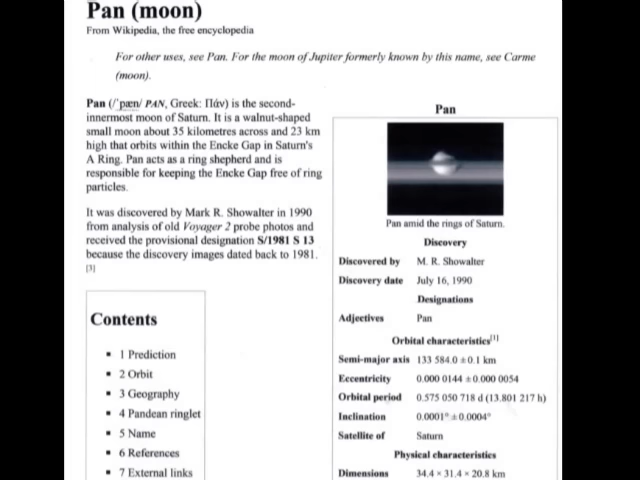 Pan (moon)
From Wikipedia, the free encyclopedia
For other uses, see Pan. For the moon of Jupiter formerly known by this name, see Carme
(moon).
Pan (/ˈpæn/ PAN, Greek: Πάν) is the second-
innermost moon of Saturn. It is a walnut-shaped
small moon about 35 kilometres across and 23 km
high that orbits within the Encke Gap in Saturn's
A Ring. Pan acts as a ring shepherd and is
responsible for keeping the Encke Gap free of ring
particles.
It was discovered by Mark R. Showalter in 1990
from analysis of old Voyager 2 probe photos and
received the provisional designation S/1981 S 13
because the discovery images dated back to 1981.
[3]
Contents
▪ 1 Prediction
▪ 2 Orbit
▪ 3 Geography
▪ 4 Pandean ringlet
▪ 5 Name
▪ 6 References
▪ 7 External links
Pan
Pan amid the rings of Saturn.
Discovery
Discovered by M. R. Showalter
Discovery date July 16, 1990
Designations
Adjectives Pan
Orbital characteristics[1]
Semi-major axis 133 584.0 ± 0.1 km
Eccentricity 0.000 0144 ± 0.000 0054
Orbital period 0.575 050 718 d (13.801 217 h)
Inclination 0.0001° ± 0.0004°
Satellite of Saturn
Physical characteristics
Dimensions 34.4 × 31.4 × 20.8 km